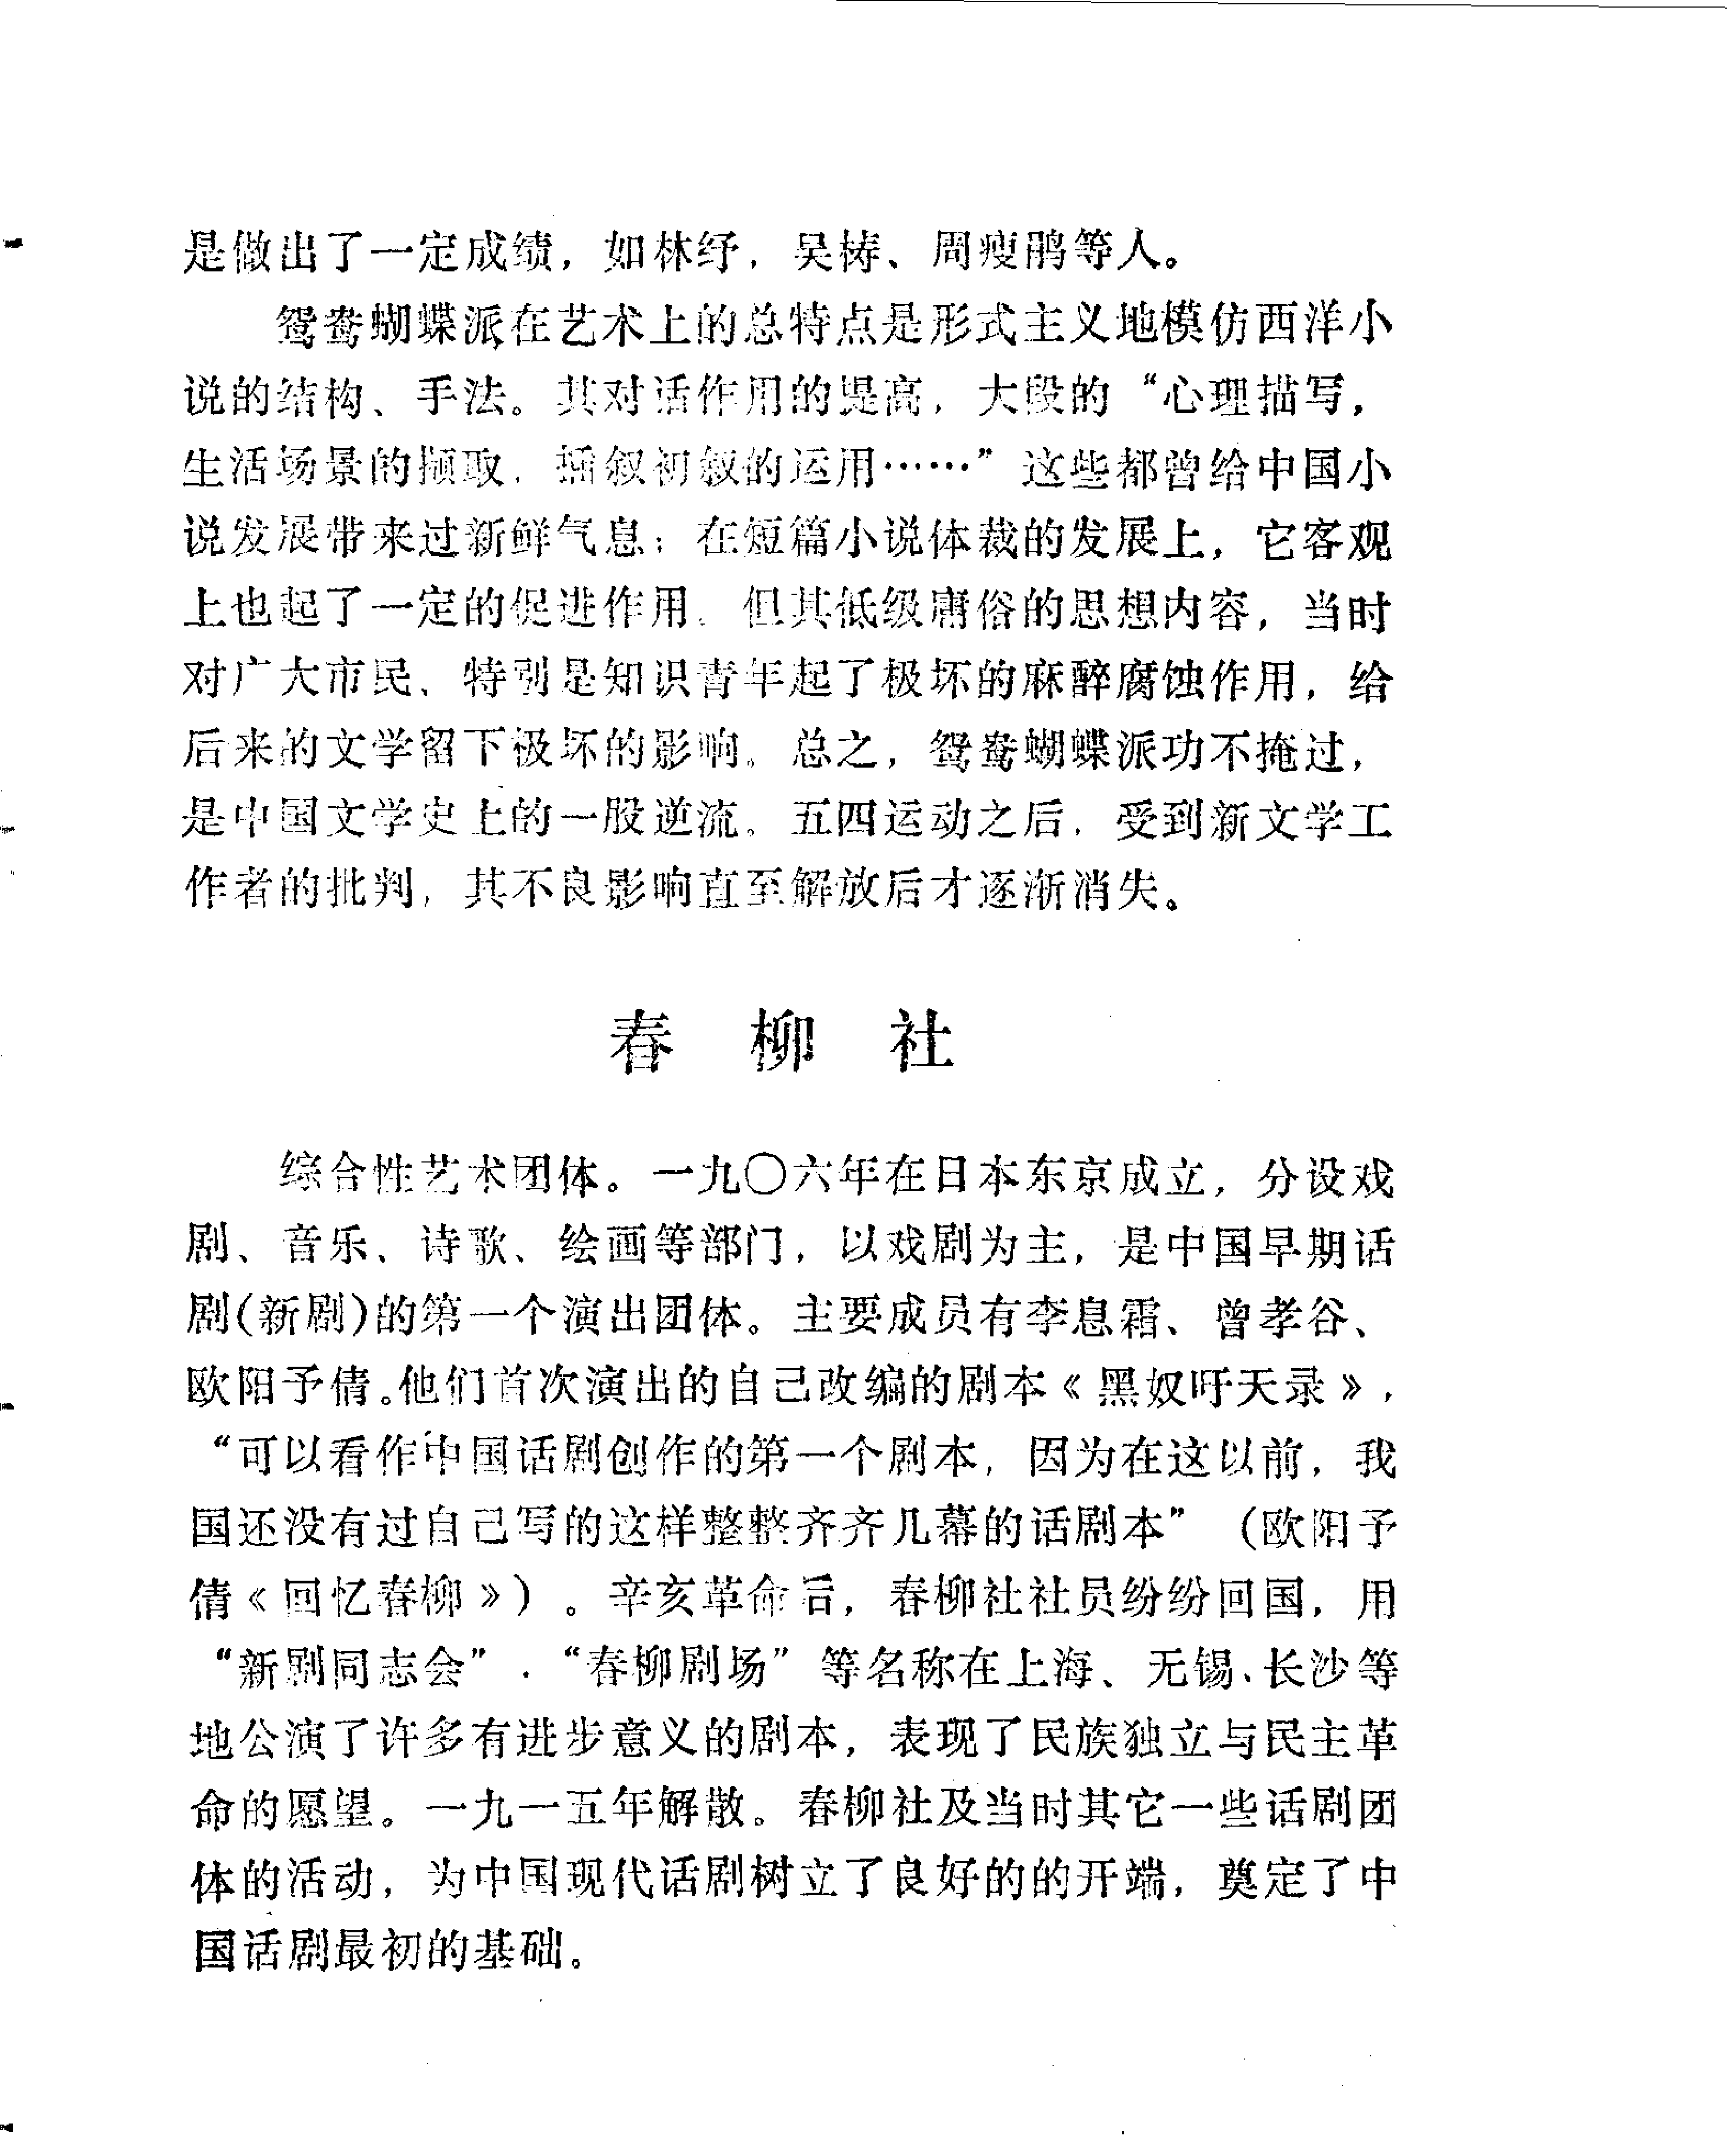 是做出了一定成绩，如林纾，吴梼、周瘦鹃等人。
鸳鸯蝴蝶派在艺术上的总特点是形式主义地模仿西洋小
说的结构、手法。其对话作用的提高，大段的“心理描写，
生活场景的撷取，插叙初叙的运用……”这些都曾给中国小
说发展带来过新鲜气息；在短篇小说体裁的发展上，它客观
上也起了一定的促进作用。但其低级庸俗的思想内容，当时
对广大市民、特别是知识青年起了极坏的麻醉腐蚀作用，给
后来的文学留下极坏的影响。总之，鸳鸯蝴蝶派功不掩过，
是中国文学史上的一股逆流。五四运动之后，受到新文学工
作者的批判，其不良影响直至解放后才逐渐消失。
春柳社
综合性艺术团体。一九〇六年在日本东京成立，分设戏
剧、音乐、诗歌、绘画等部门，以戏剧为主，是中国早期话
剧(新剧)的第一个演出团体。主要成员有李息霜、曾孝谷、
欧阳予倩。他们首次演出的自己改编的剧本《黑奴吁天录》，
“可以看作中国话剧创作的第一个剧本，因为在这以前，我
国还没有过自己写的这样整整齐齐几幕的话剧本”（欧阳予
倩《回忆春柳》）。辛亥革命后，春柳社社员纷纷回国，用
“新剧同志会”．“春柳剧场”等名称在上海、无锡、长沙等
地公演了许多有进步意义的剧本，表现了民族独立与民主革
命的愿望。一九一五年解散。春柳社及当时其它一些话剧团
体的活动，为中国现代话剧树立了良好的的开端，奠定了中
国话剧最初的基础。